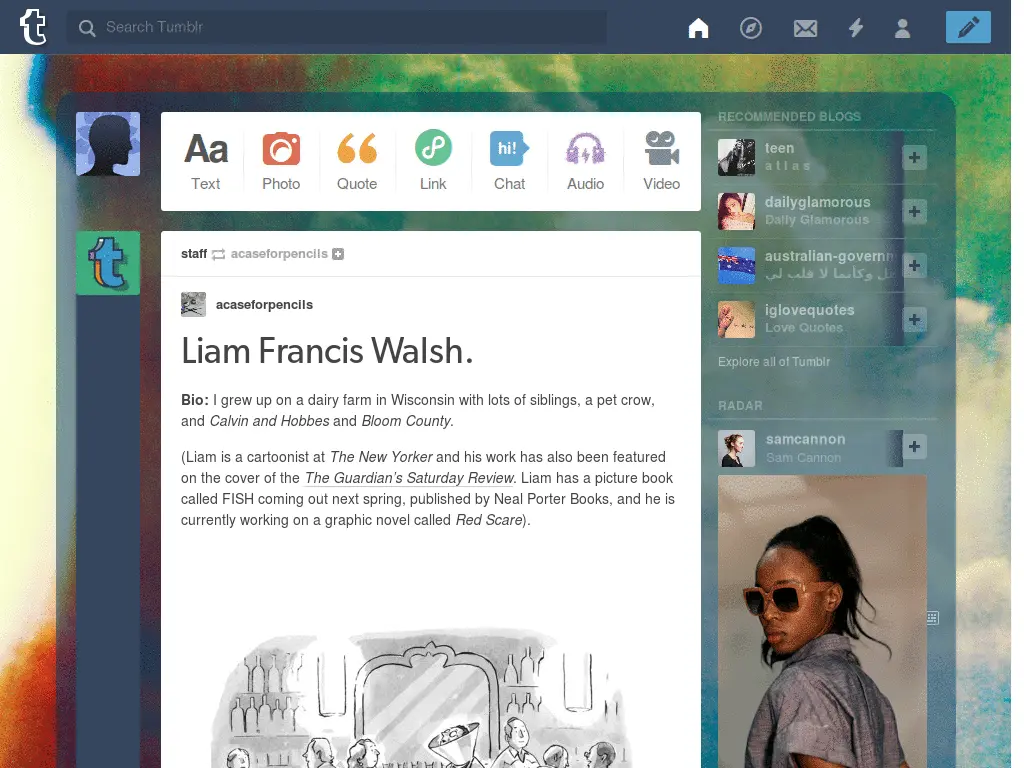 Search Tumblr
Aa
Text
Photo
Quote
Link
hi!
Chat
Audio
Video
staff acaseforpencils
acaseforpencils
Liam Francis Walsh.
Bio: I grew up on a dairy farm in Wisconsin with lots of siblings, a pet crow,
and Calvin and Hobbes and Bloom County.
(Liam is a cartoonist at The New Yorker and his work has also been featured
on the cover of the The Guardian’s Saturday Review. Liam has a picture book
called FISH coming out next spring, published by Neal Porter Books, and he is
currently working on a graphic novel called Red Scare).
RECOMMENDED BLOGS
teen
a t l a s
dailyglamorous
Daily Glamorous
australian-governm
وكأنما لا قلب لي
iglovequotes
Love Quotes
Explore all of Tumblr
RADAR
samcannon
Sam Cannon